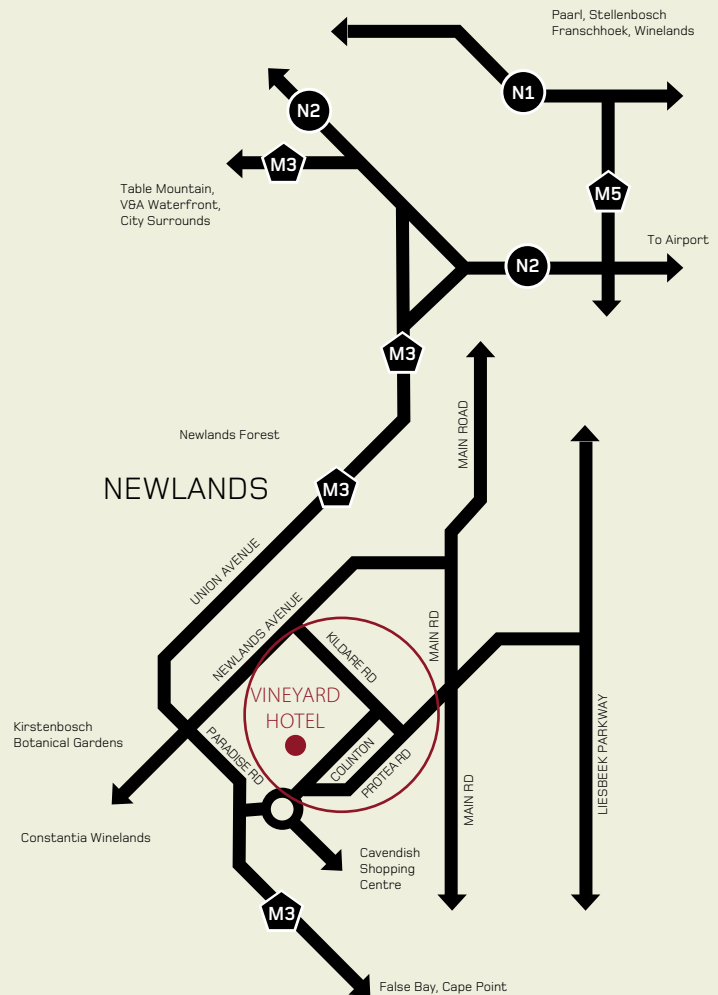 Paarl, Stellenbosch
Franschhoek, Winelands
N1
N2
M3
M5
Table Mountain,
V&A Waterfront,
City Surrounds
To Airport
N2
M3
MAIN ROAD
Newlands Forest
NEWLANDS
M3
UNION AVENUE
NEWLANDS AVENUE
KILDARE RD
MAIN RD
VINEYARD
HOTEL
Kirstenbosch
Botanical Gardens
PARADISE RD
COLINTON
PROTEA RD
MAIN RD
LIESBEEK PARKWAY
Constantia Winelands
Cavendish
Shopping
Centre
M3
False Bay, Cape Point